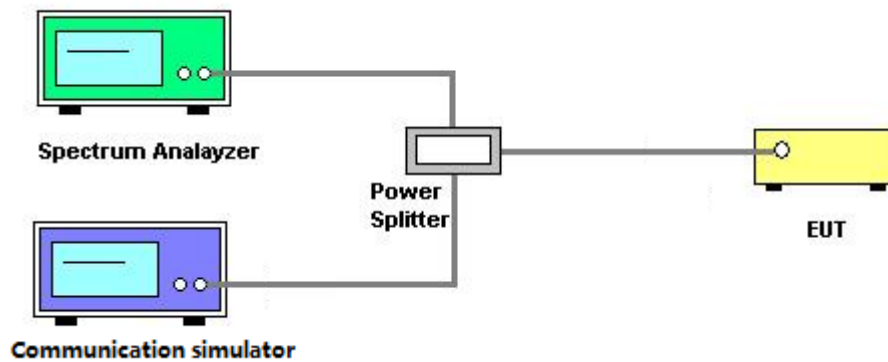 Spectrum Analayzer
Power
Splitter
EUT
Communication simulator